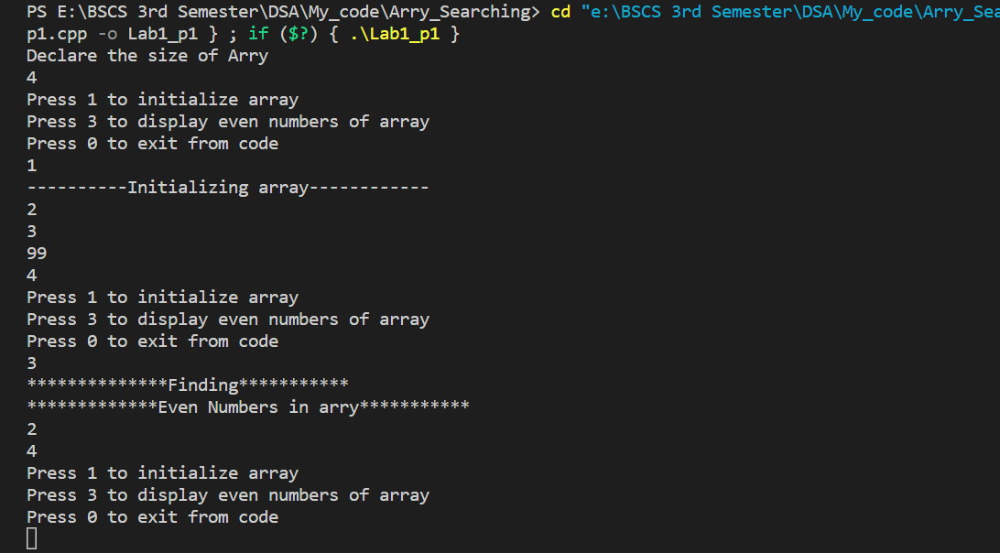 PS E:\BSCS 3rd Semester\DSA\My_code\Arry_Searching> cd "e:\BSCS 3rd Semester\DSA\My_code\Arry_Sea
p1.cpp -o Lab1_p1 } ; if ($?) { .\Lab1_p1 }
Declare the size of Arry
4
Press 1 to initialize array
Press 3 to display even numbers of array
Press 0 to exit from code
1
----------Initializing array------------
2
3
99
4
Press 1 to initialize array
Press 3 to display even numbers of array
Press 0 to exit from code
3
**************Finding***********
*************Even Numbers in arry***********
2
4
Press 1 to initialize array
Press 3 to display even numbers of array
Press 0 to exit from code